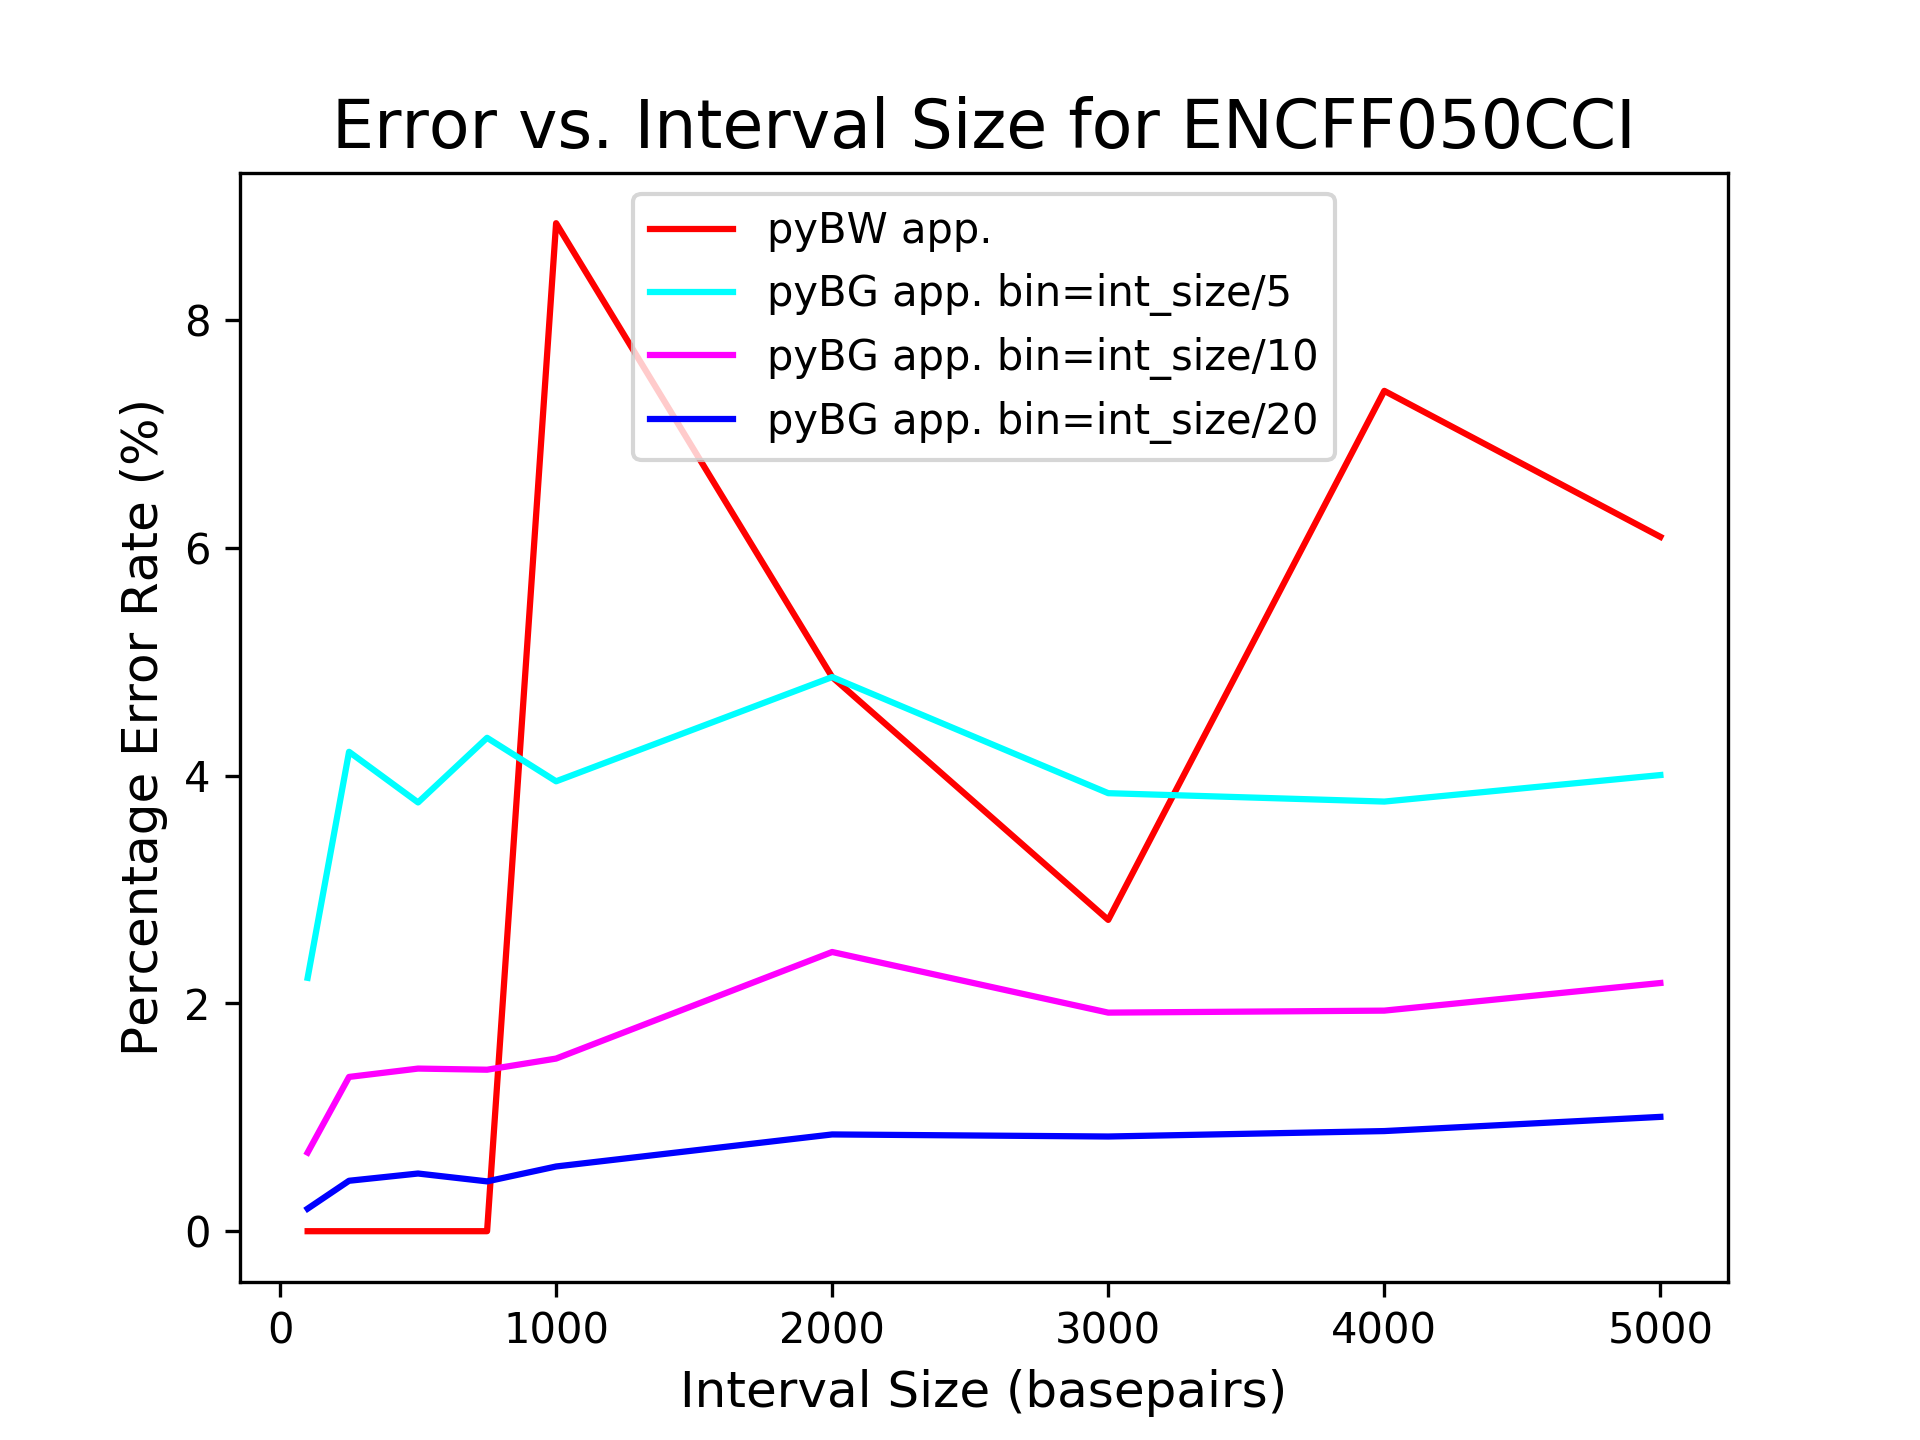 Error vs. Interval Size for ENCFF050CCI
pyBW app.
pyBG app. bin=int_size/5
pyBG app. bin=int_size/10
pyBG app. bin=int_size/20
Percentage Error Rate (%)
8
6
4
2
0
0 1000 2000 3000 4000 5000
Interval Size (basepairs)